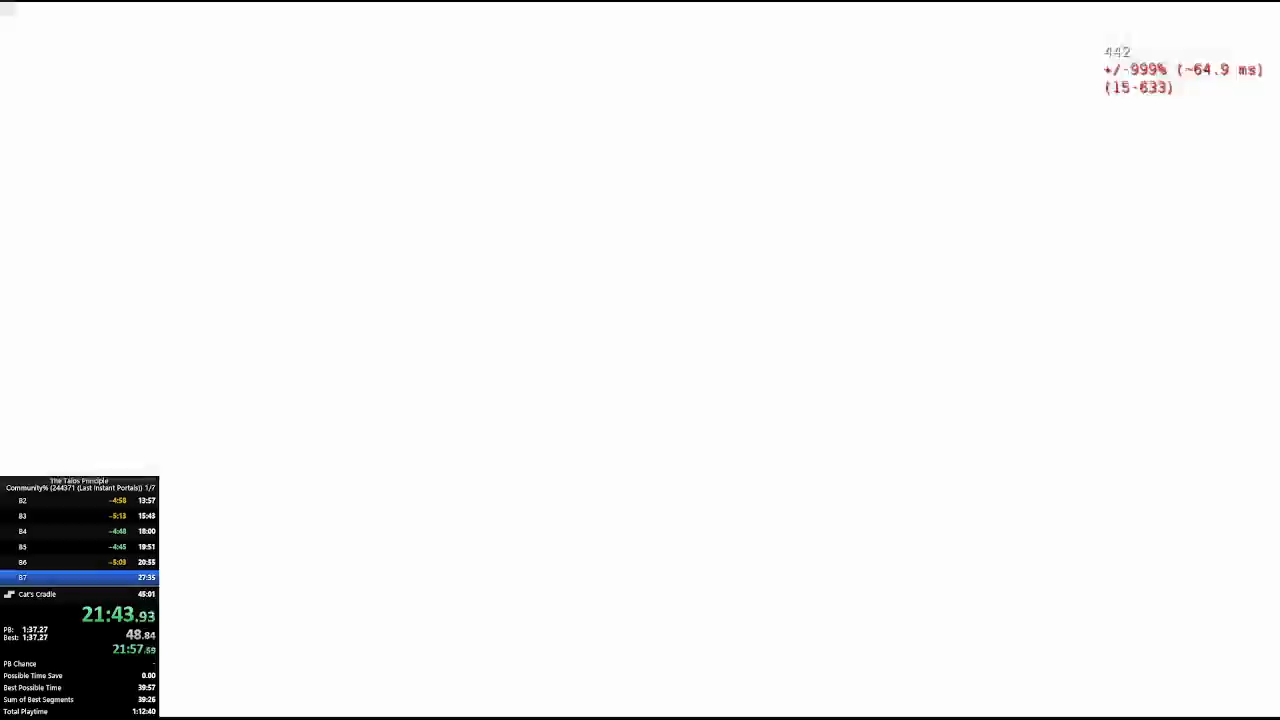 442
+/-999% (~64.9 ms)
(15-633)
The Talos Principle
Community% (244371 (Last Instant Portals)) 1/7
B2 -4:58 13:57
B3 -5:13 15:43
B4 -4:48 18:00
B5 -4:45 19:51
B6 -5:03 20:55
B7 27:35
Cat's Cradle 45:01
21:43.93
PB: 1:37.27
Best: 1:37.27
48.84
21:57.59
PB Chance -
Possible Time Save 0.00
Best Possible Time 39:57
Sum of Best Segments 39:26
Total Playtime 1:12:40